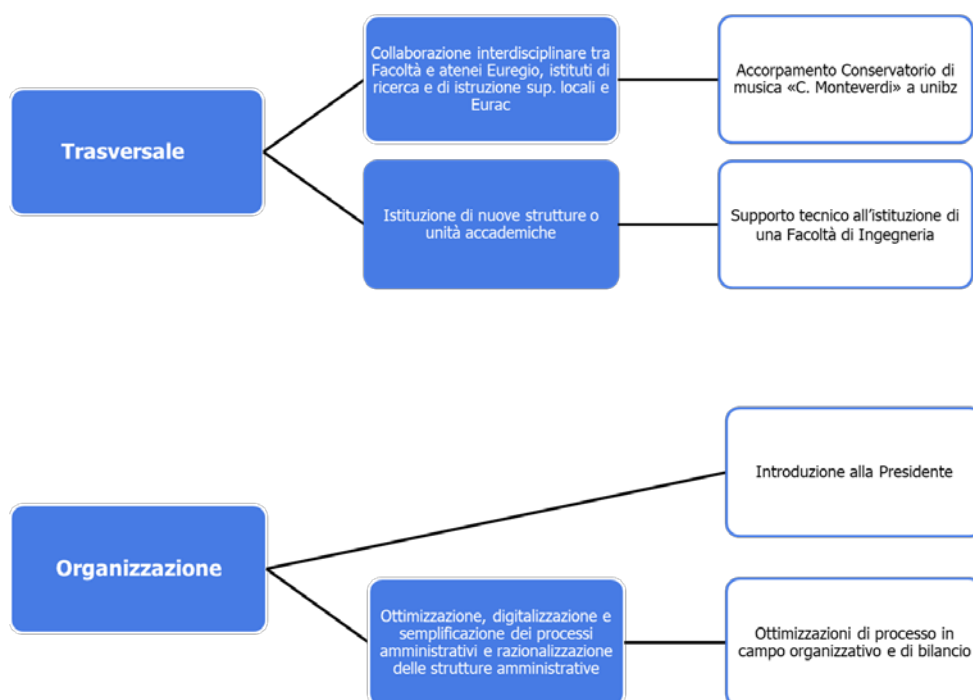 Trasversale
Collaborazione interdisciplinare tra
Facoltà e atenei Euregio, istituti di
ricerca e di istruzione sup. locali e
Eurac
Accorpamento Conservatorio di
musica «C. Monteverdi» a unibz
Istituzione di nuove strutture o
unità accademiche
Supporto tecnico all'istituzione di
una Facoltà di Ingegneria
Organizzazione
Introduzione alla Presidente
Ottimizzazione, digitalizzazione e
semplificazione dei processi
amministrativi e razionalizzazione
delle strutture amministrative
Ottimizzazioni di processo in
campo organizzativo e di bilancio